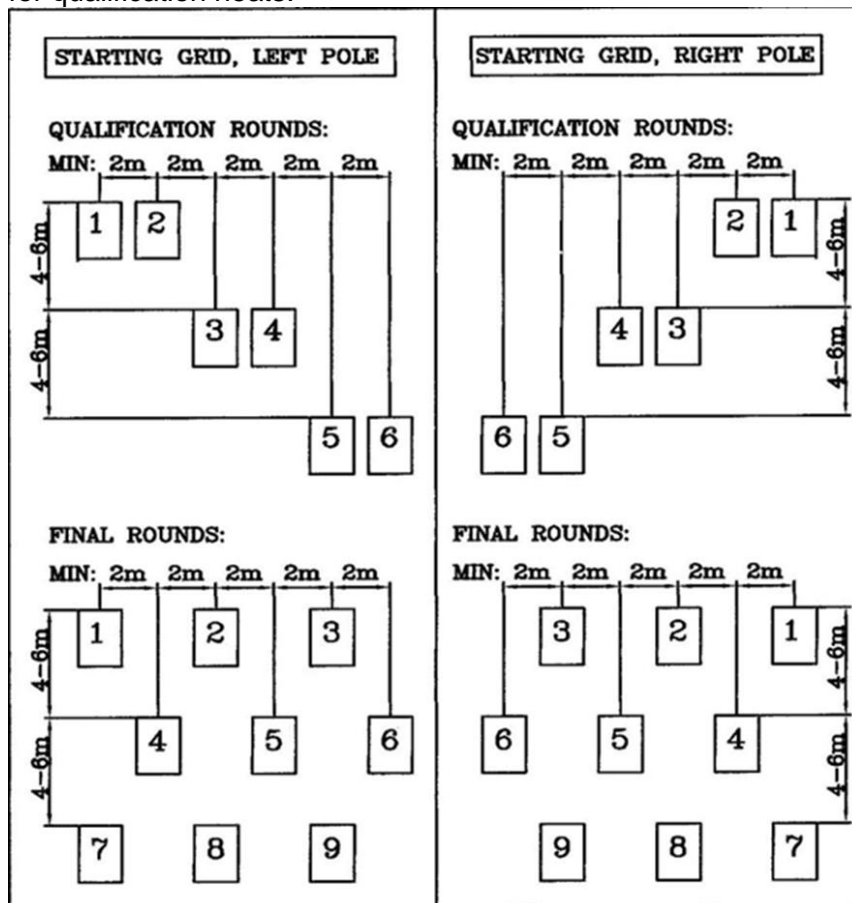 for qualification heats.
STARTING GRID, LEFT POLE
QUALIFICATION ROUNDS:
MIN: 2m 2m 2m 2m 2m
4-6m
1 2
4-6m
3 4
5 6
FINAL ROUNDS:
MIN: 2m 2m 2m 2m 2m
4-6m
1 2 3
4-6m
4 5 6
7 8 9
STARTING GRID, RIGHT POLE
QUALIFICATION ROUNDS:
MIN: 2m 2m 2m 2m 2m
2 1
4-6m
4 3
4-6m
6 5
FINAL ROUNDS:
MIN: 2m 2m 2m 2m 2m
3 2 1
4-6m
6 5 4
4-6m
9 8 7